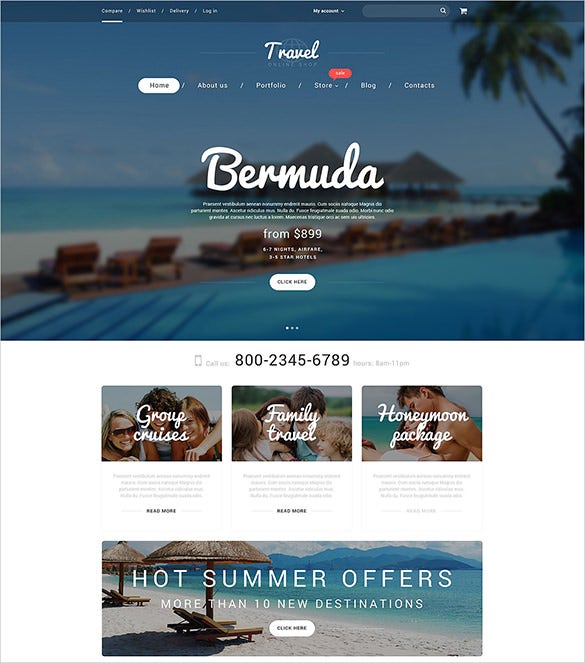 Compare / Wishlist / Delivery / Log in My account
Travel
ONLINE SHOP
sale
Home / About us / Portfolio / Store / Blog / Contacts
Bermuda
Praesent vestibulum aenean nonummy endrerit mauris. Cum sociis natoque Magnis dis
parturient montes. Ascetur ridiculus mus. Nulla du. Fusce feugiatmale suada odio. Morbi nunc odio
gravida at cursus nec luctus a lorem. Maecenas tristique orci ac sem uis ultricies.
from $899
6-7 NIGHTS, AIRFARE,
3-5 STAR HOTELS
CLICK HERE
Call us: 800-2345-6789 hours: 8am-11pm
Group
cruises
Praesent vestibulum aenean nonummy endrerit
mauris. Cusm sociis natoque Magnis dis
parturient montes. Ascetur ridiculus mus.
Nulla du. Fusce feugiatmale suada odio.
READ MORE
Family
travel
Praesent vestibulum aenean nonummy endrerit
mauris. Cusm sociis natoque Magnis dis
parturient montes. Ascetur ridiculus mus.
Nulla du. Fusce feugiatmale suada odio.
READ MORE
Honeymoon
package
Praesent vestibulum aenean nonummy endrerit
mauris. Cusm sociis natoque Magnis dis
parturient montes. Ascetur ridiculus mus.
Nulla du. Fusce feugiatmale suada odio.
READ MORE
HOT SUMMER OFFERS
MORE THAN 10 NEW DESTINATIONS
CLICK HERE